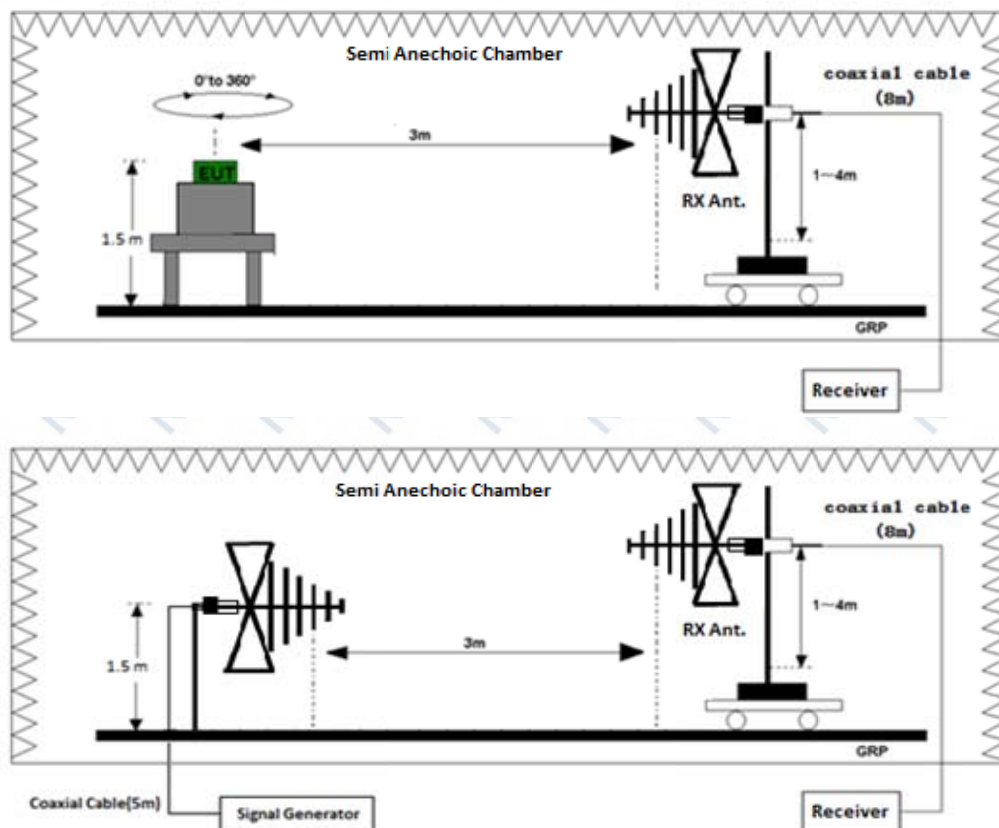 Semi Anechoic Chamber
0°to 360°
coaxial cable
(8m)
3m
EUT
1~4m
RX Ant.
1.5 m
GRP
Receiver
Semi Anechoic Chamber
coaxial cable
(8m)
1~4m
RX Ant.
3m
1.5 m
GRP
Coaxial Cable(5m)
Signal Generator
Receiver